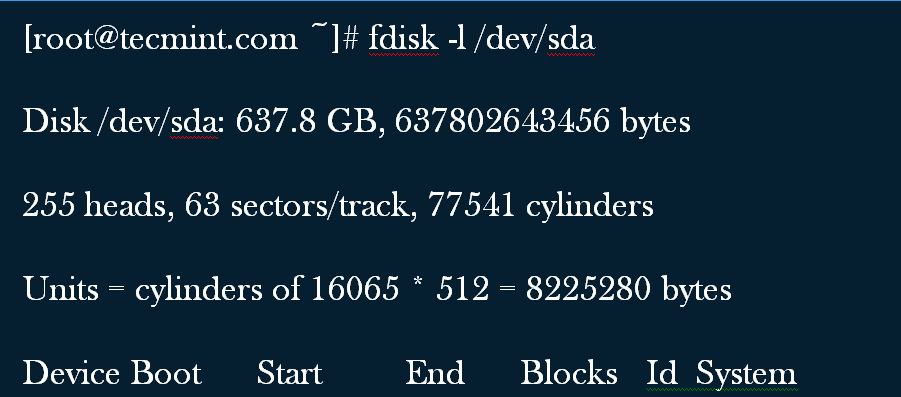 [root@tecmint.com ~]# fdisk -l /dev/sda
Disk /dev/sda: 637.8 GB, 637802643456 bytes
255 heads, 63 sectors/track, 77541 cylinders
Units = cylinders of 16065 * 512 = 8225280 bytes
Device Boot Start End Blocks Id System